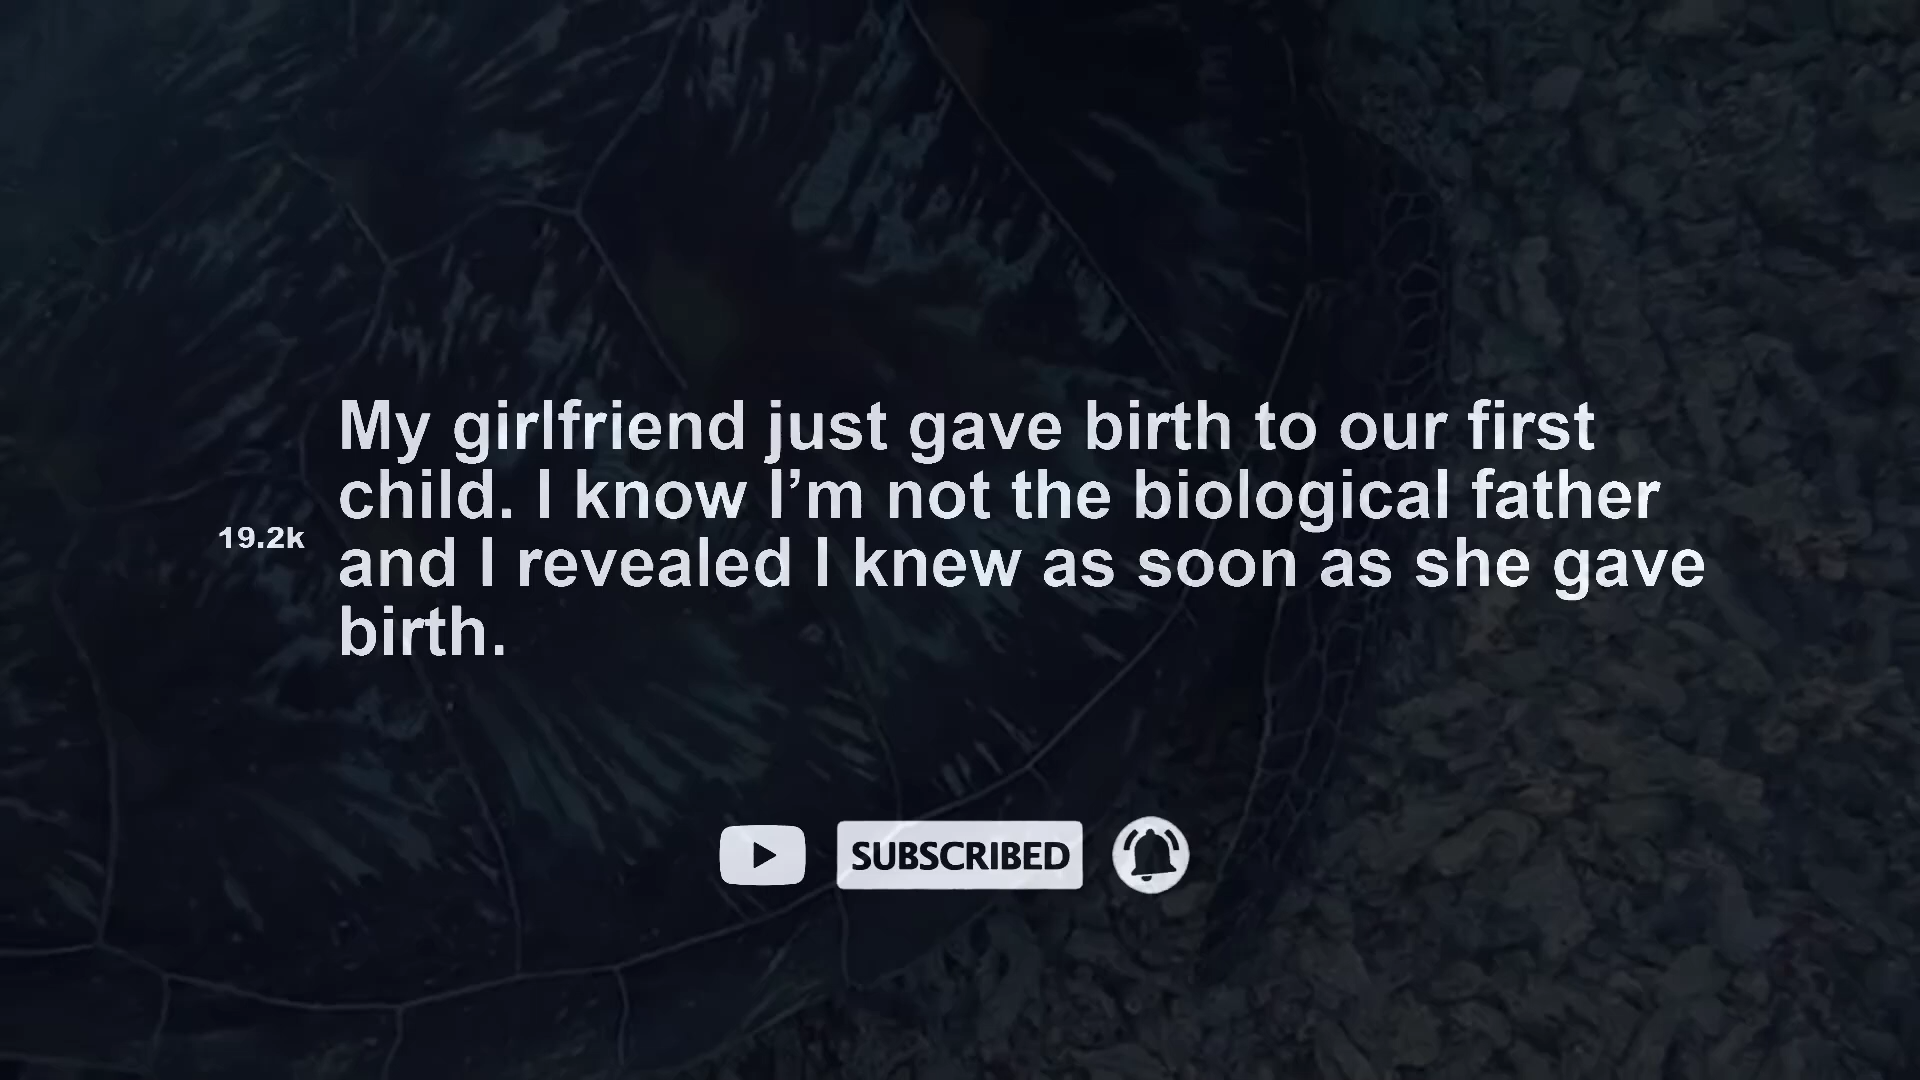 My girlfriend just gave birth to our first
child. I know I’m not the biological father
19.2k
and I revealed I knew as soon as she gave
birth.
SUBSCRIBED